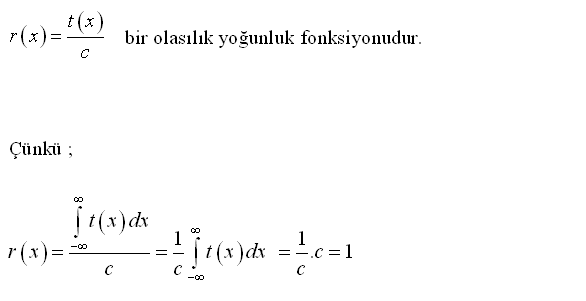 r(x) = t(x)/c bir olasılık yoğunluk fonksiyonudur.
Çünkü ;
r(x) = ∫_{-∞}^{∞} t(x) dx / c = 1/c ∫_{-∞}^{∞} t(x) dx = 1/c .c = 1